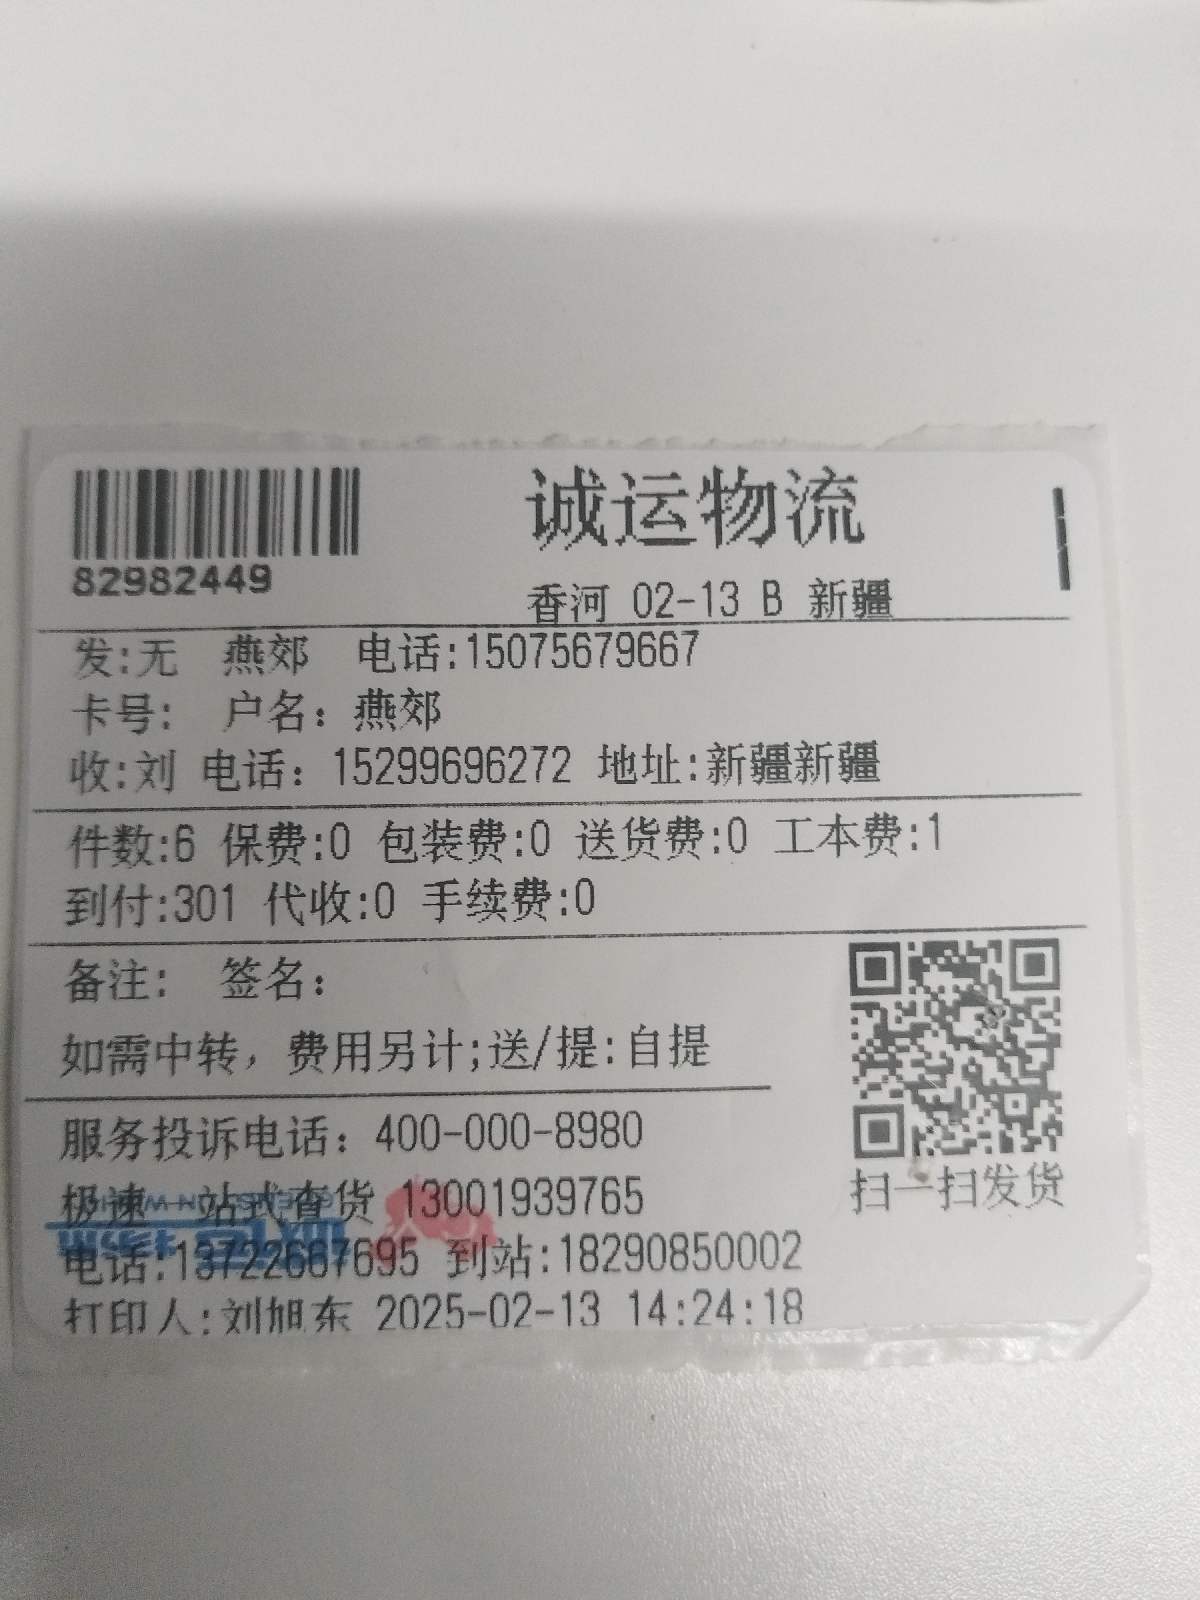 诚运物流
82982449
香河 02-13 B 新疆
发:无 燕郊 电话:15075679667
卡号: 户名：燕郊
收:刘 电话：15299696272 地址:新疆新疆
件数:6 保费:0 包装费:0 送货费:0 工本费:1
到付:301 代收:0 手续费:0
备注: 签名：
如需中转，费用另计;送/提:自提
服务投诉电话：400-000-8980
极速一站式查货 13001939765
电话:13722667695 到站:18290850002
打印人:刘旭东 2025-02-13 14:24:18
扫一扫发货